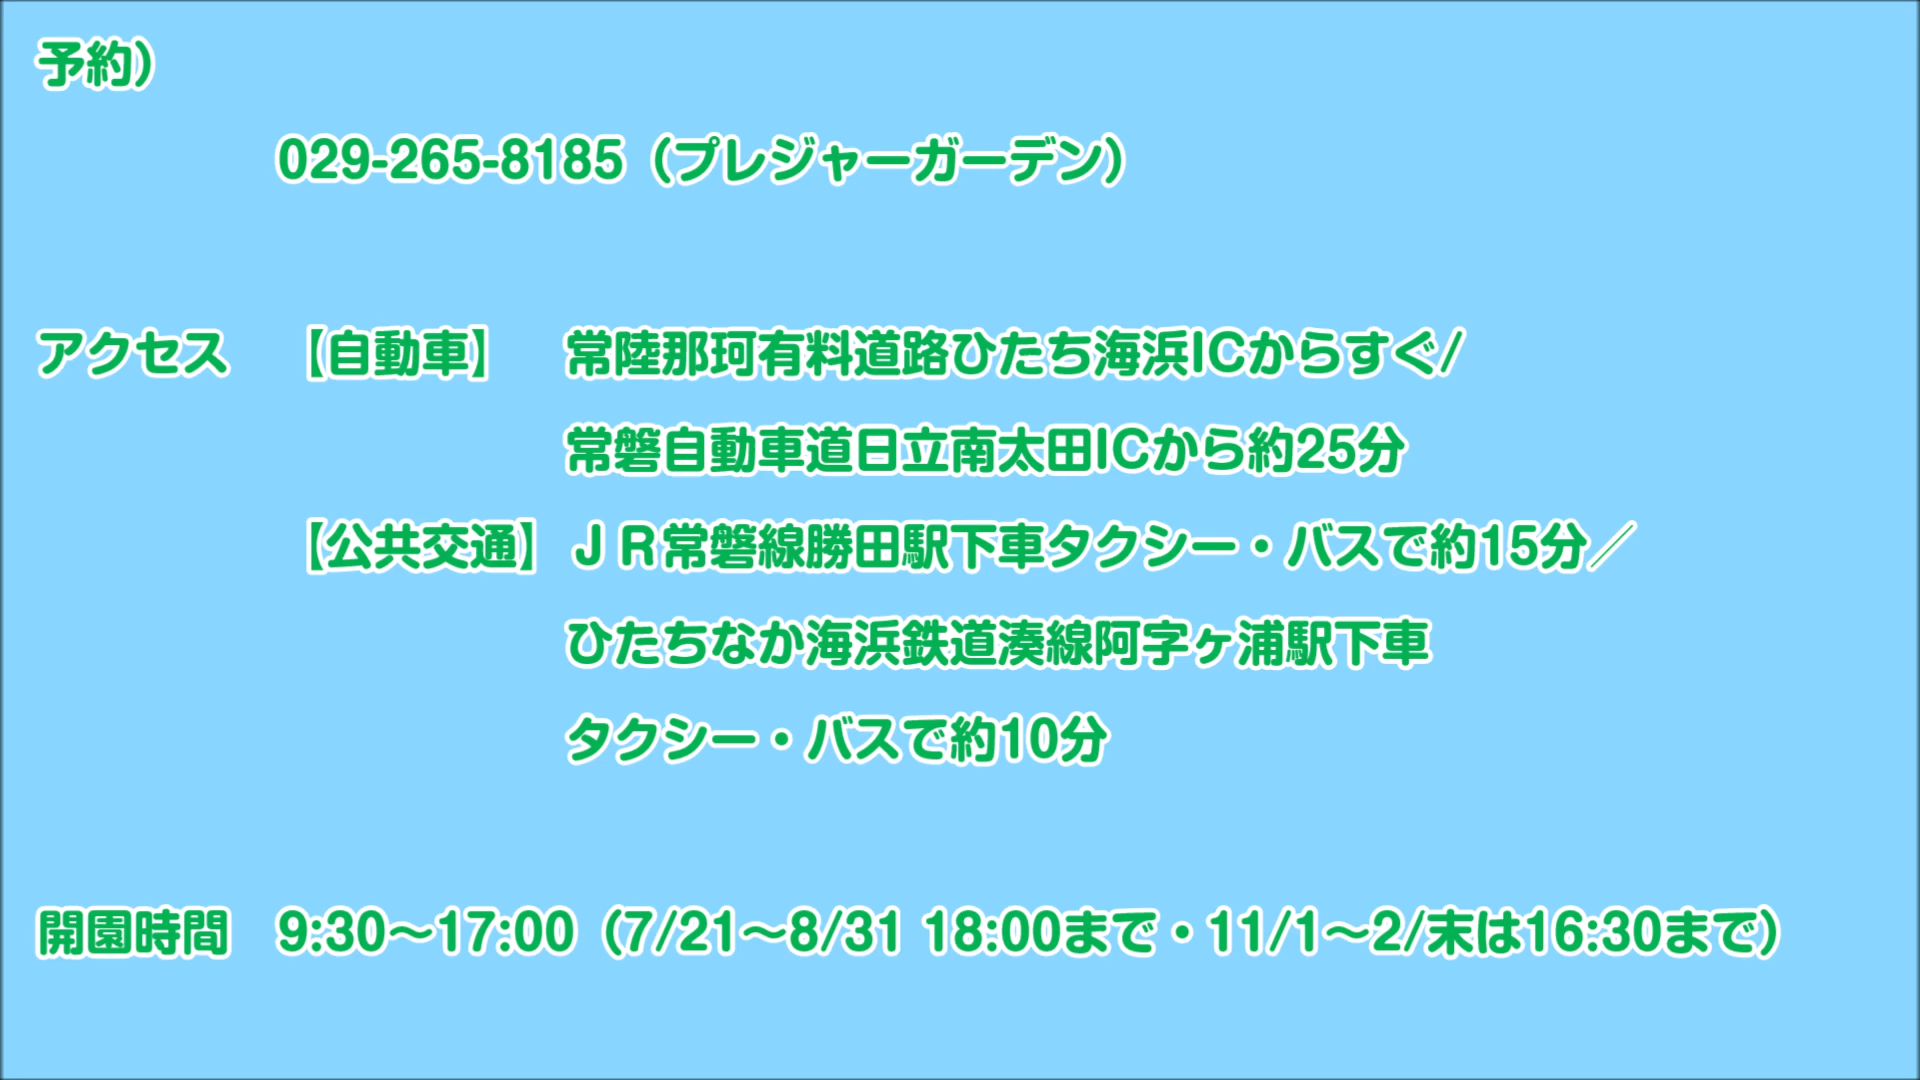 予約）
029-265-8185（プレジャーガーデン）
アクセス　【自動車】　常陸那珂有料道路ひたち海浜ICからすぐ/
常磐自動車道日立南太田ICから約25分
【公共交通】ＪＲ常磐線勝田駅下車タクシー・バスで約15分／
ひたちなか海浜鉄道湊線阿字ヶ浦駅下車
タクシー・バスで約10分
開園時間　9:30～17:00（7/21～8/31 18:00まで・11/1～2/末は16:30まで）